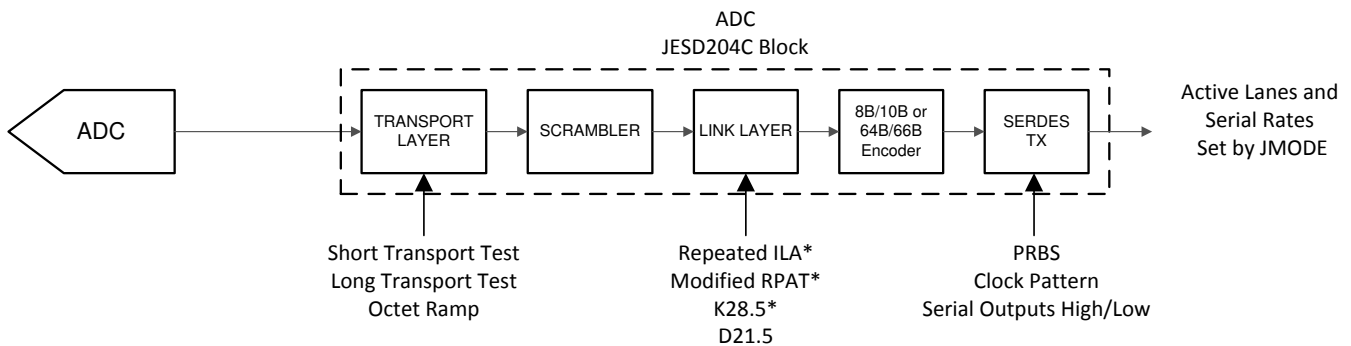 ADC
JESD204C Block
ADC
TRANSPORT
LAYER
SCRAMBLER
LINK LAYER
8B/10B or
64B/66B
Encoder
SERDES
TX
Active Lanes and
Serial Rates
Set by JMODE
Short Transport Test
Long Transport Test
Octet Ramp
Repeated ILA*
Modified RPAT*
K28.5*
D21.5
PRBS
Clock Pattern
Serial Outputs High/Low